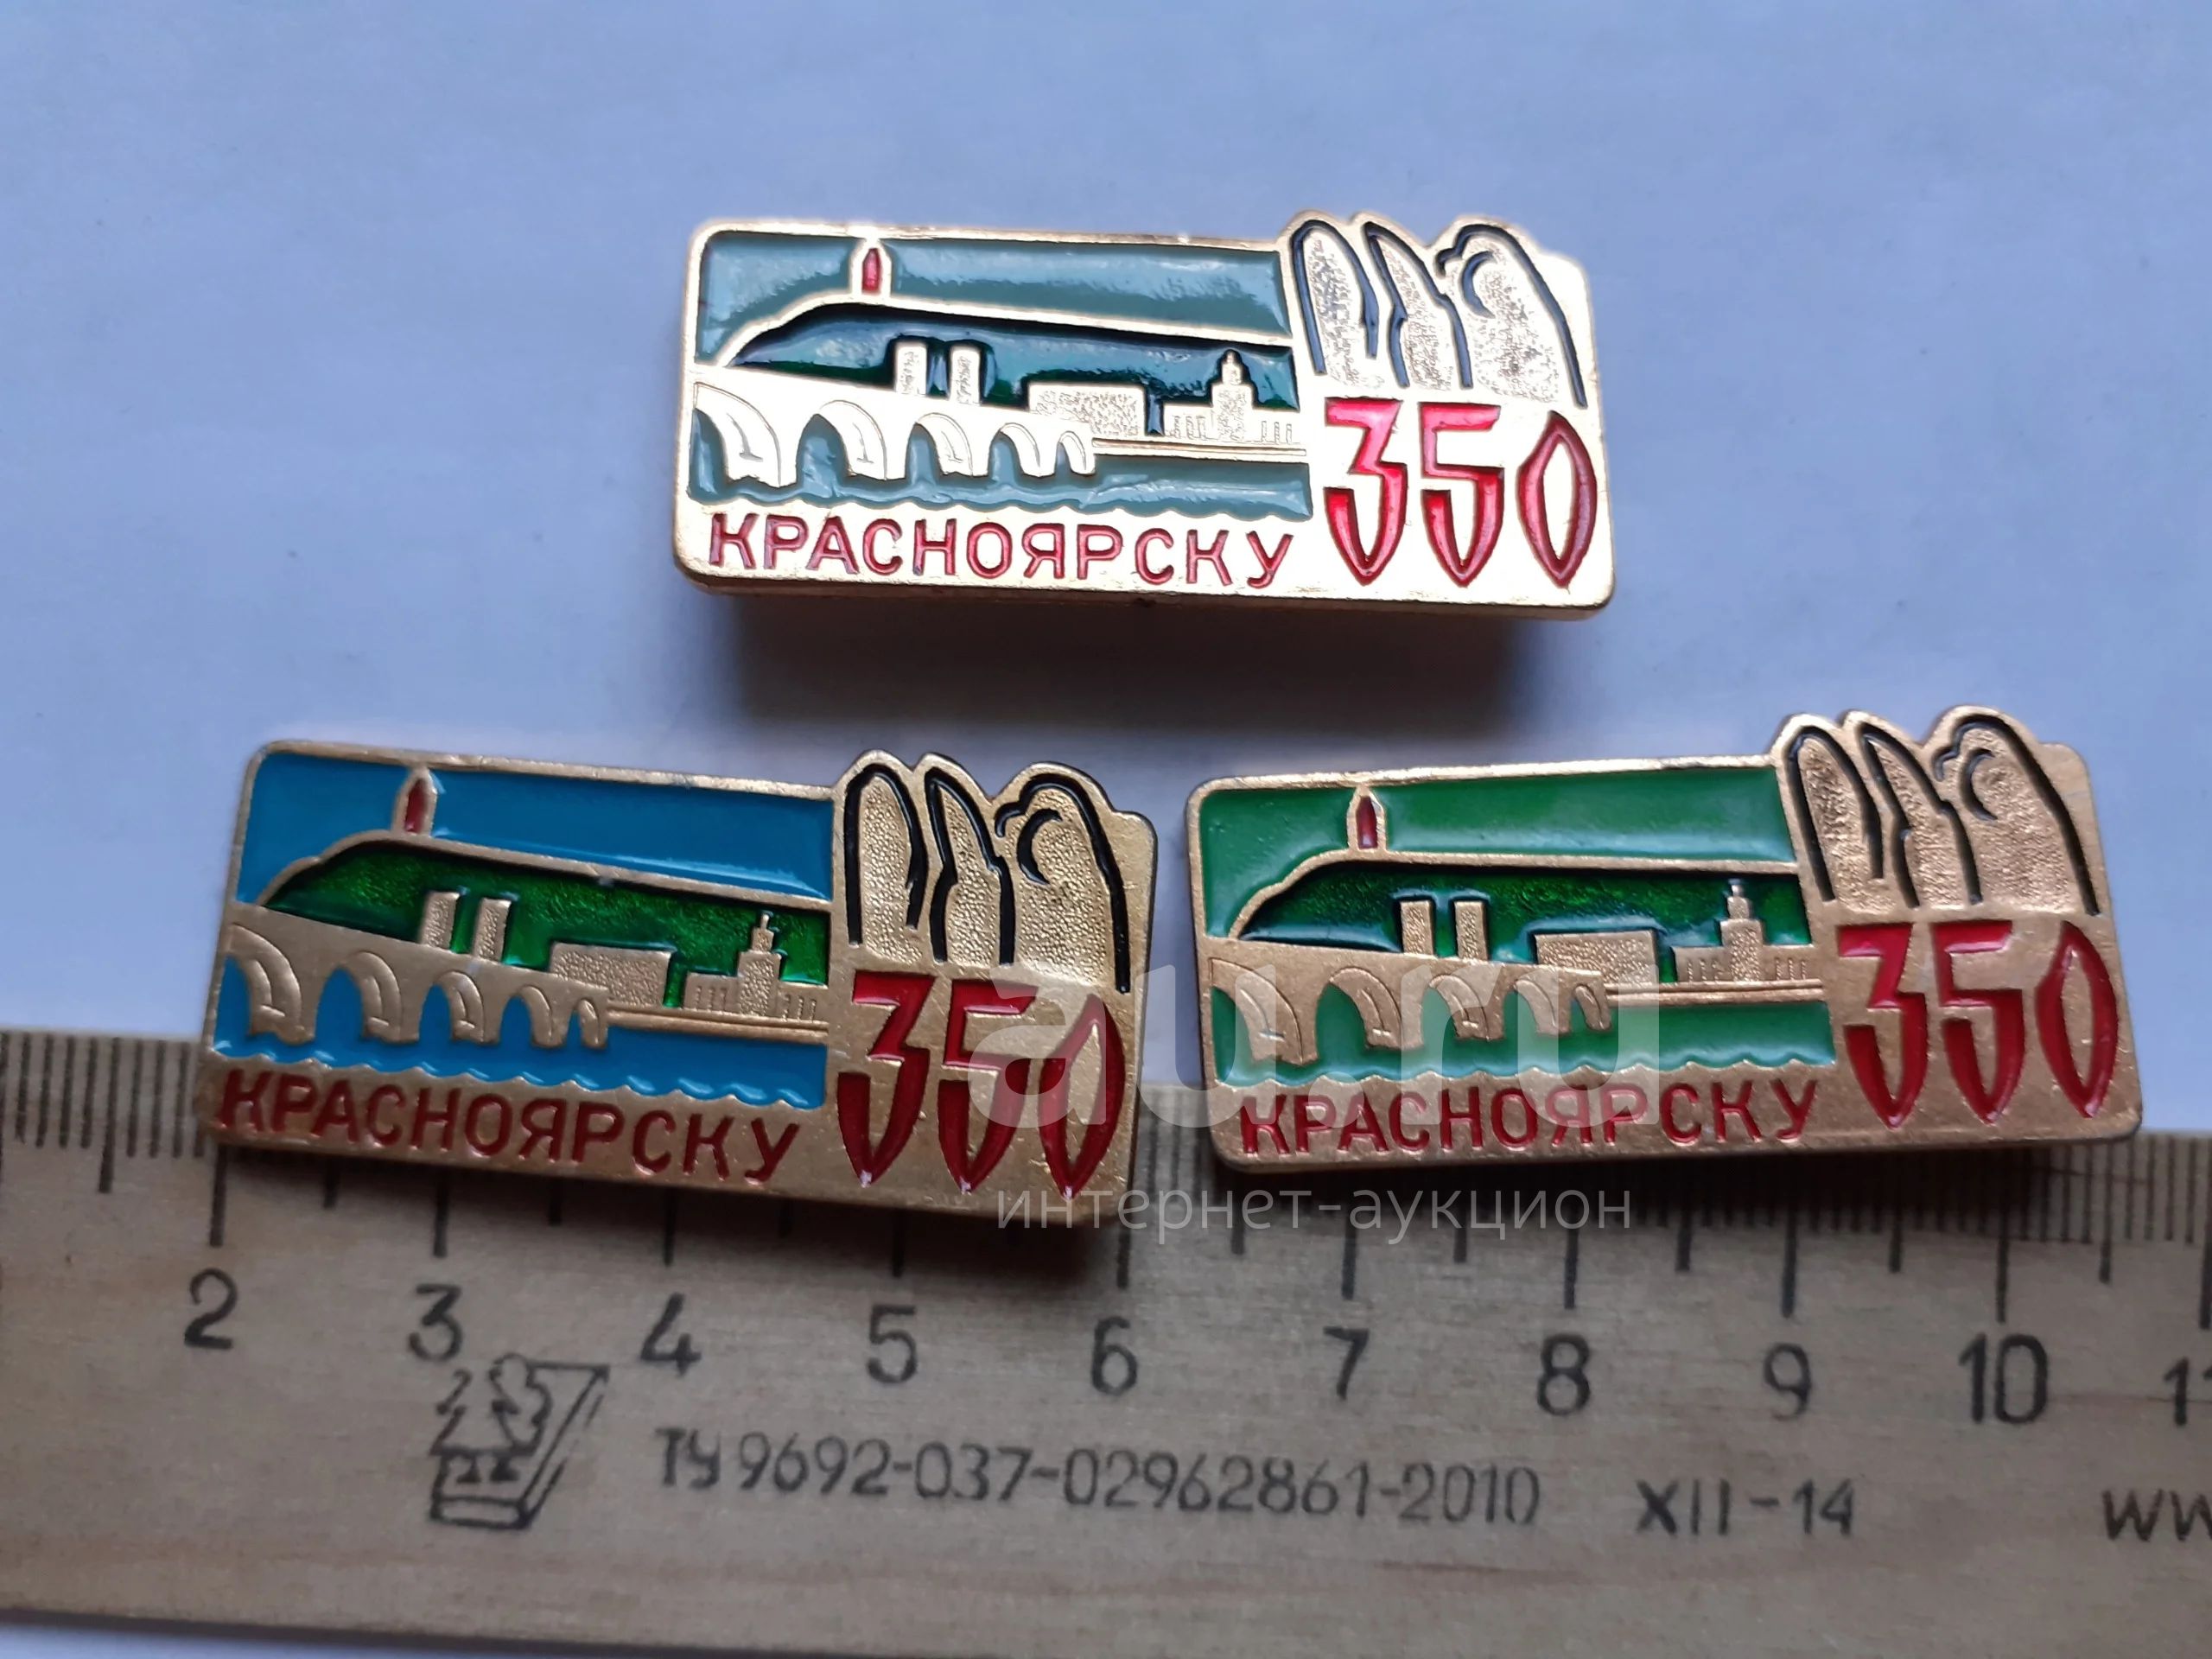 350
КРАСНОЯРСКУ
350
КРАСНОЯРСКУ
350
КРАСНОЯРСКУ
au.ru
интернет-аукцион
2 3 4 5 6 7 8 9 10
ТУ 9692-037-02962861-2010 XII-14